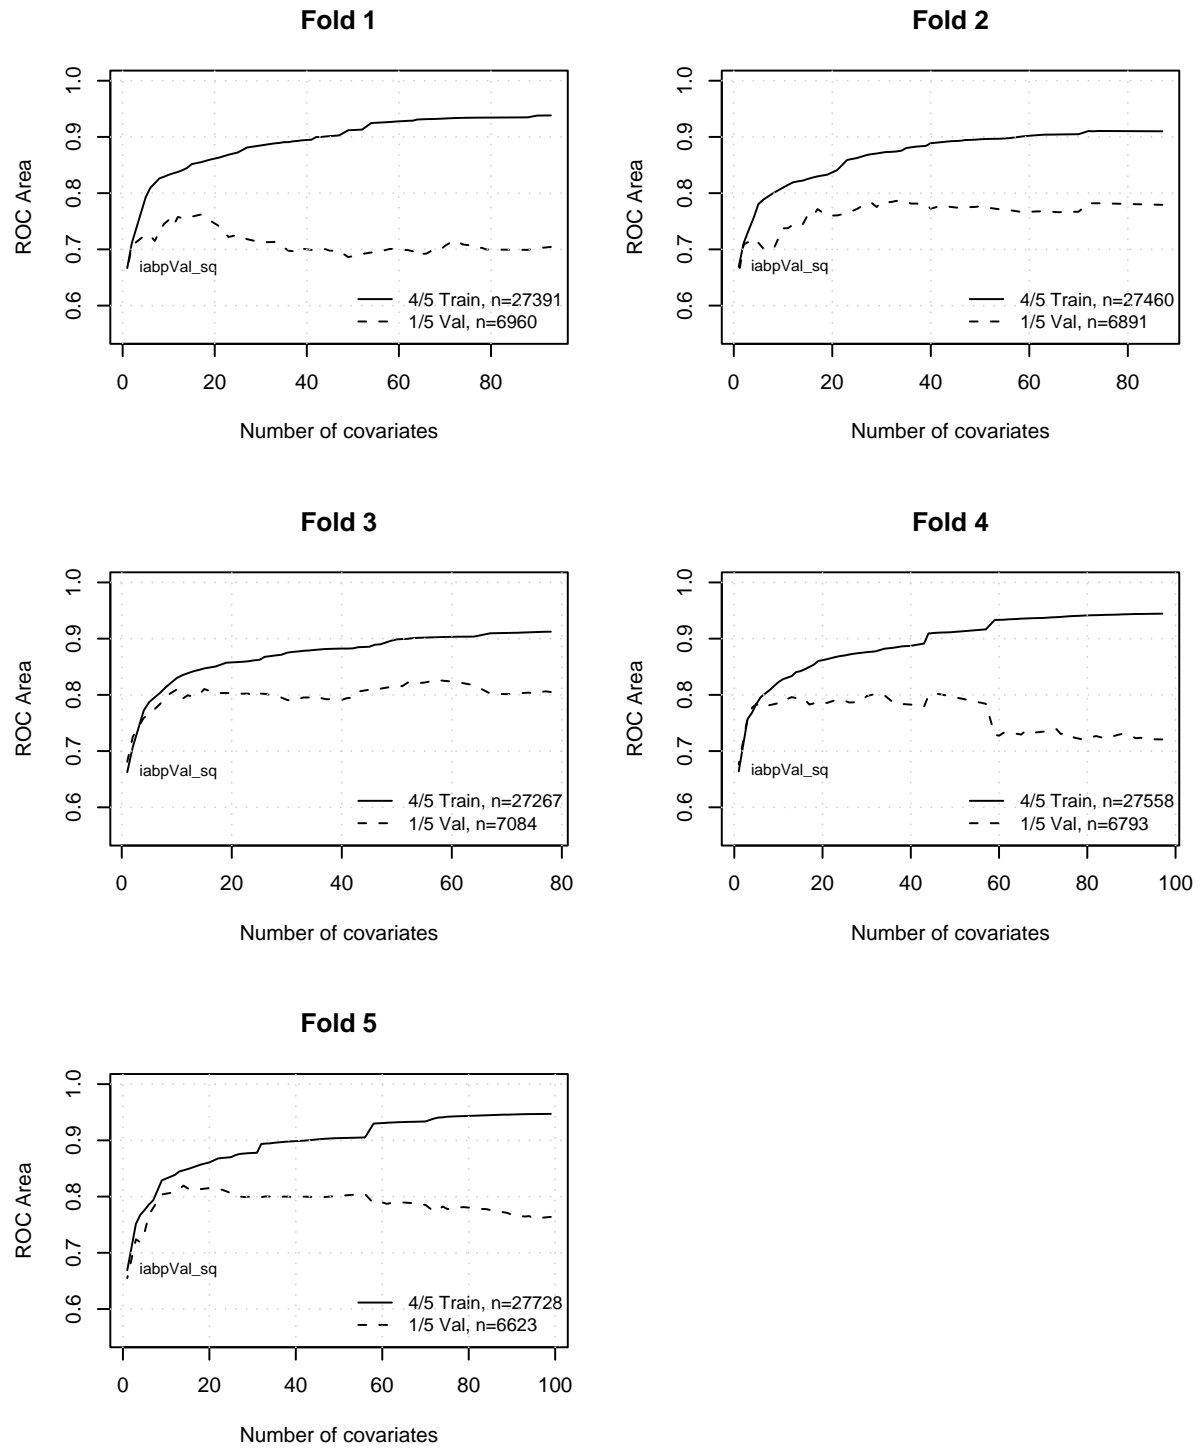 Fold 1
ROC Area
0.6 0.7 0.8 0.9 1.0
iabpVal_sq
4/5 Train, n=27391
1/5 Val, n=6960
0 20 40 60 80
Number of covariates
Fold 2
ROC Area
0.6 0.7 0.8 0.9 1.0
iabpVal_sq
4/5 Train, n=27460
1/5 Val, n=6891
0 20 40 60 80
Number of covariates
Fold 3
ROC Area
0.6 0.7 0.8 0.9 1.0
iabpVal_sq
4/5 Train, n=27267
1/5 Val, n=7084
0 20 40 60 80
Number of covariates
Fold 4
ROC Area
0.6 0.7 0.8 0.9 1.0
iabpVal_sq
4/5 Train, n=27558
1/5 Val, n=6793
0 20 40 60 80 100
Number of covariates
Fold 5
ROC Area
0.6 0.7 0.8 0.9 1.0
iabpVal_sq
4/5 Train, n=27728
1/5 Val, n=6623
0 20 40 60 80 100
Number of covariates